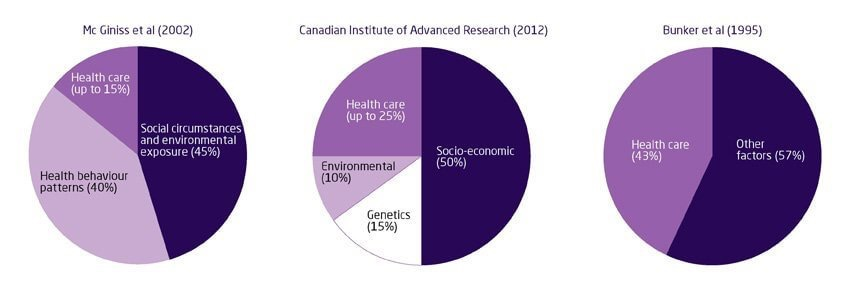 Mc Giniss et al (2002)
Health care
(up to 15%)
Social circumstances
and environmental
exposure (45%)
Health behaviour
patterns (40%)
Canadian Institute of Advanced Research (2012)
Health care
(up to 25%)
Socio-economic
(50%)
Environmental
(10%)
Genetics
(15%)
Bunker et al (1995)
Health care
(43%)
Other
factors (57%)